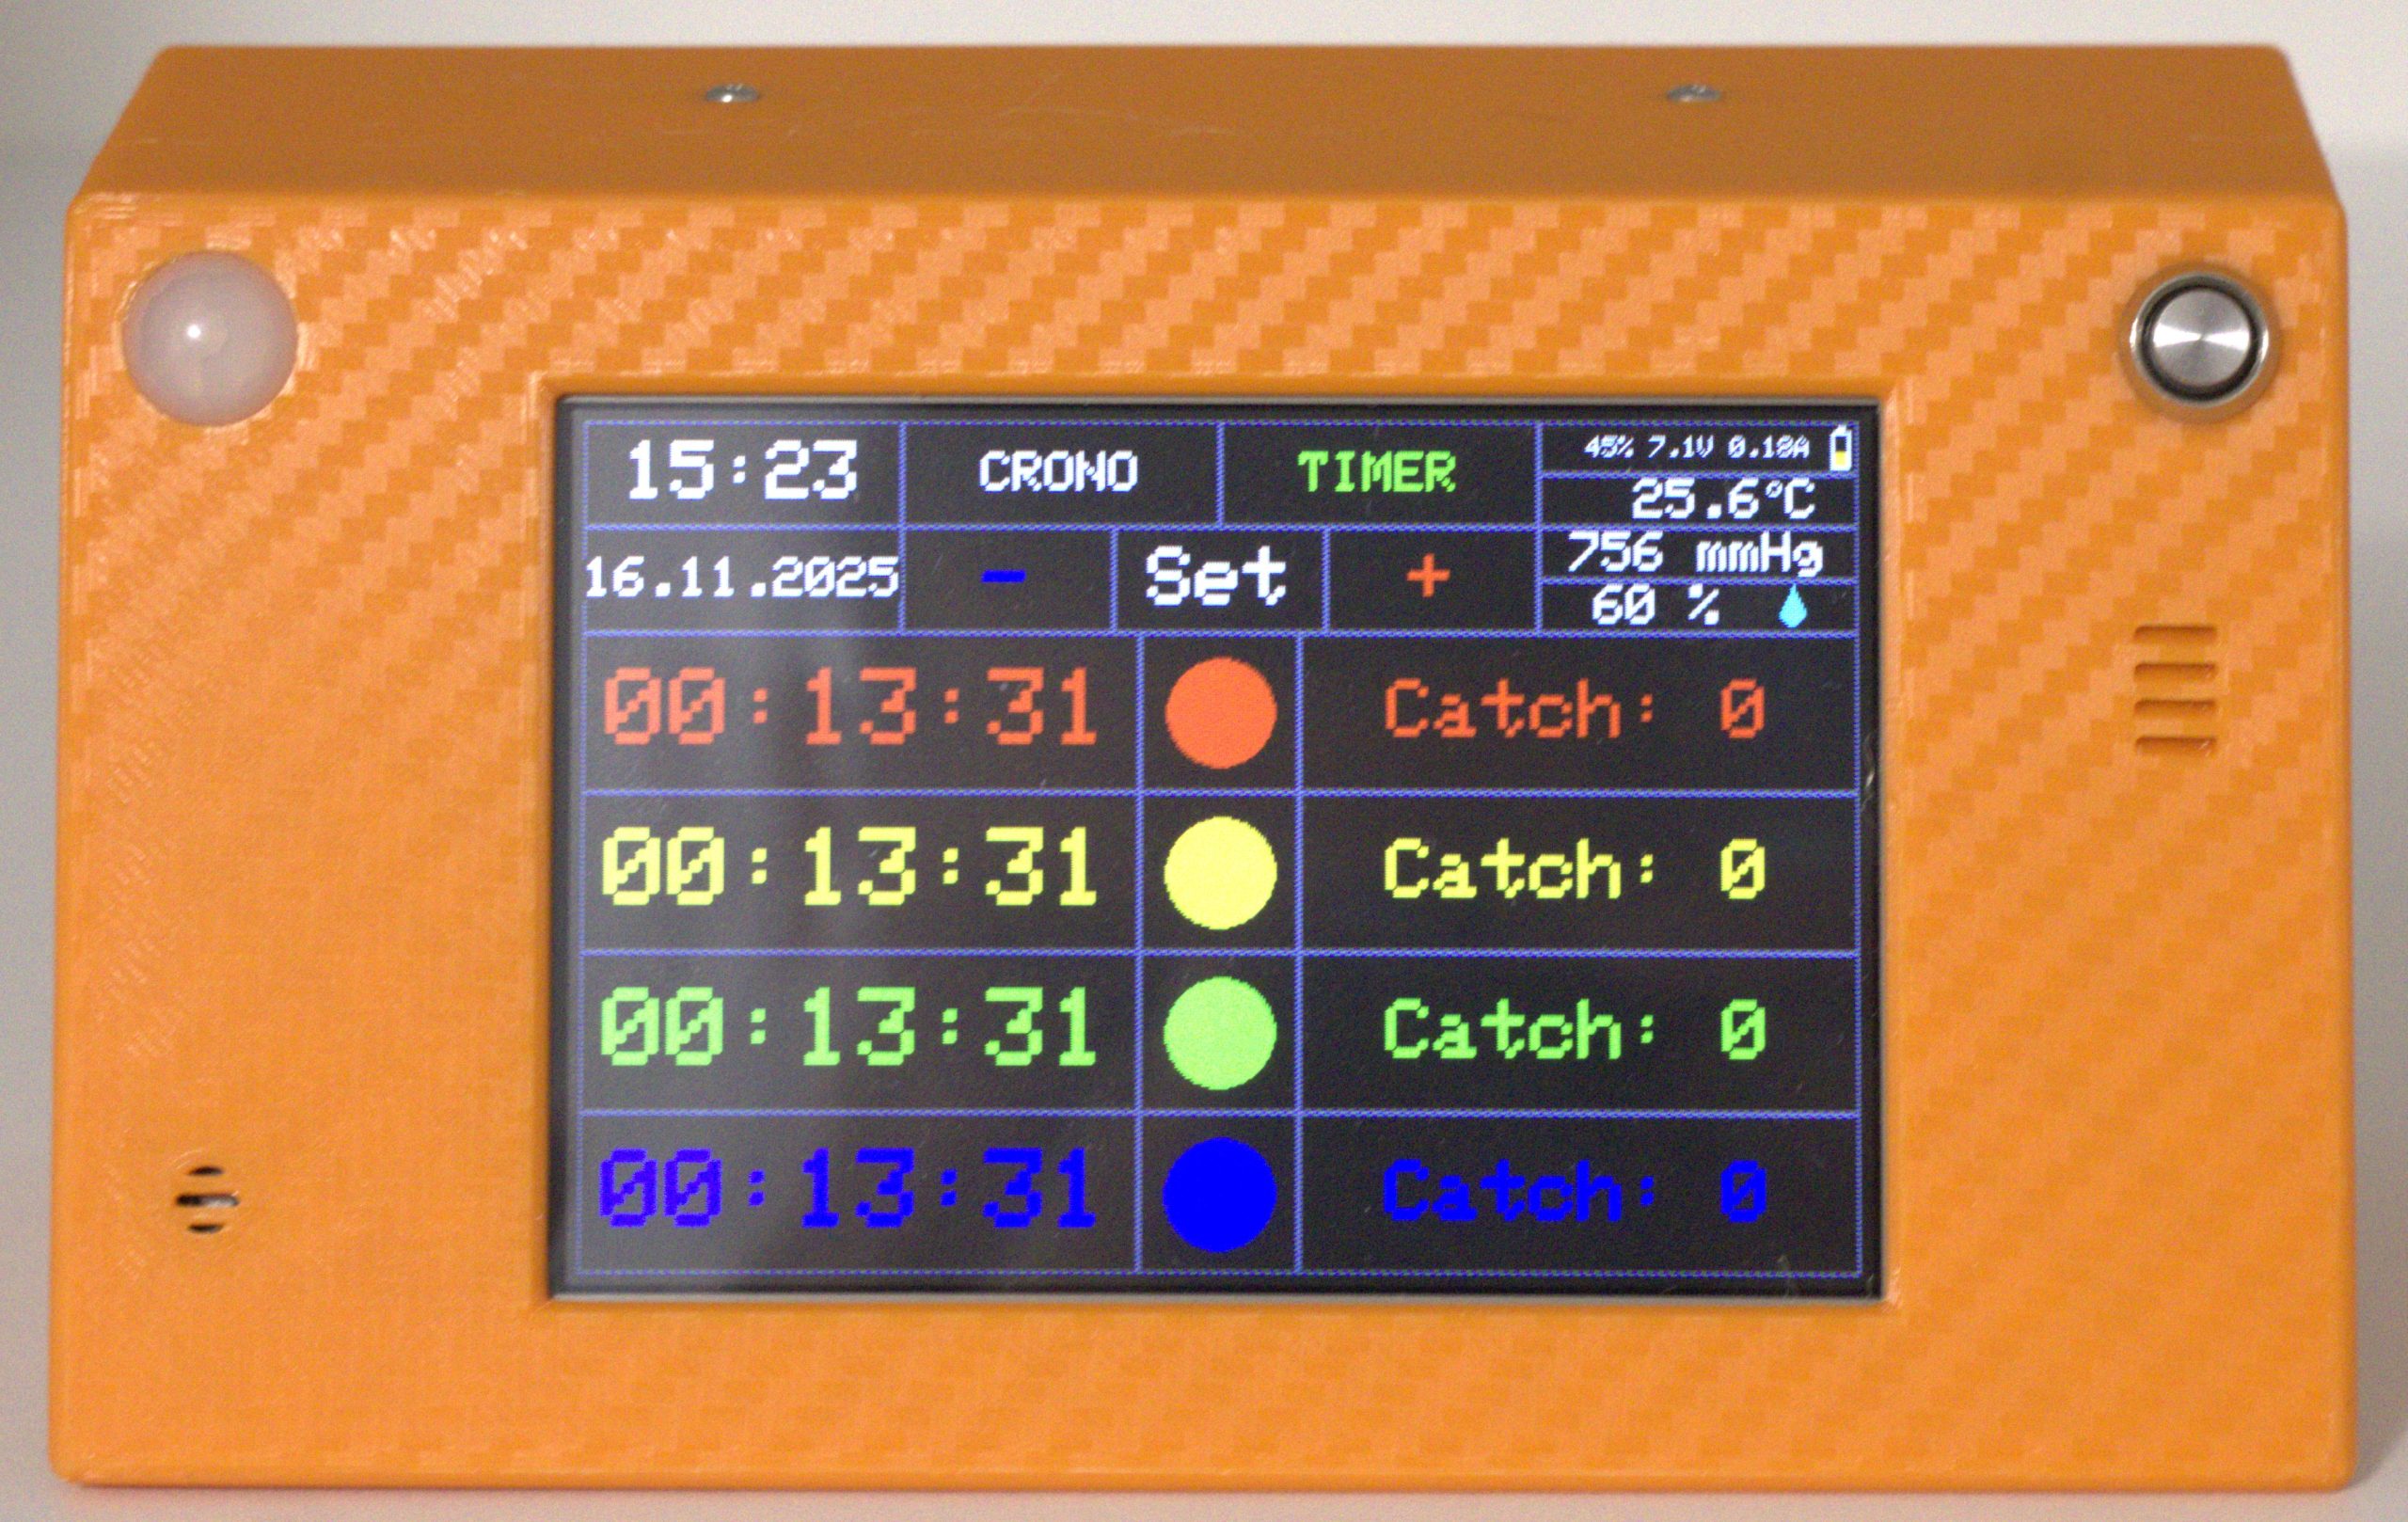 15:23 CRONO TIMER 45% 7.1V 0.18A
25.6°C
16.11.2025 - Set + 756 mmHg
60 %
00:13:31 Catch: 0
00:13:31 Catch: 0
00:13:31 Catch: 0
00:13:31 Catch: 0